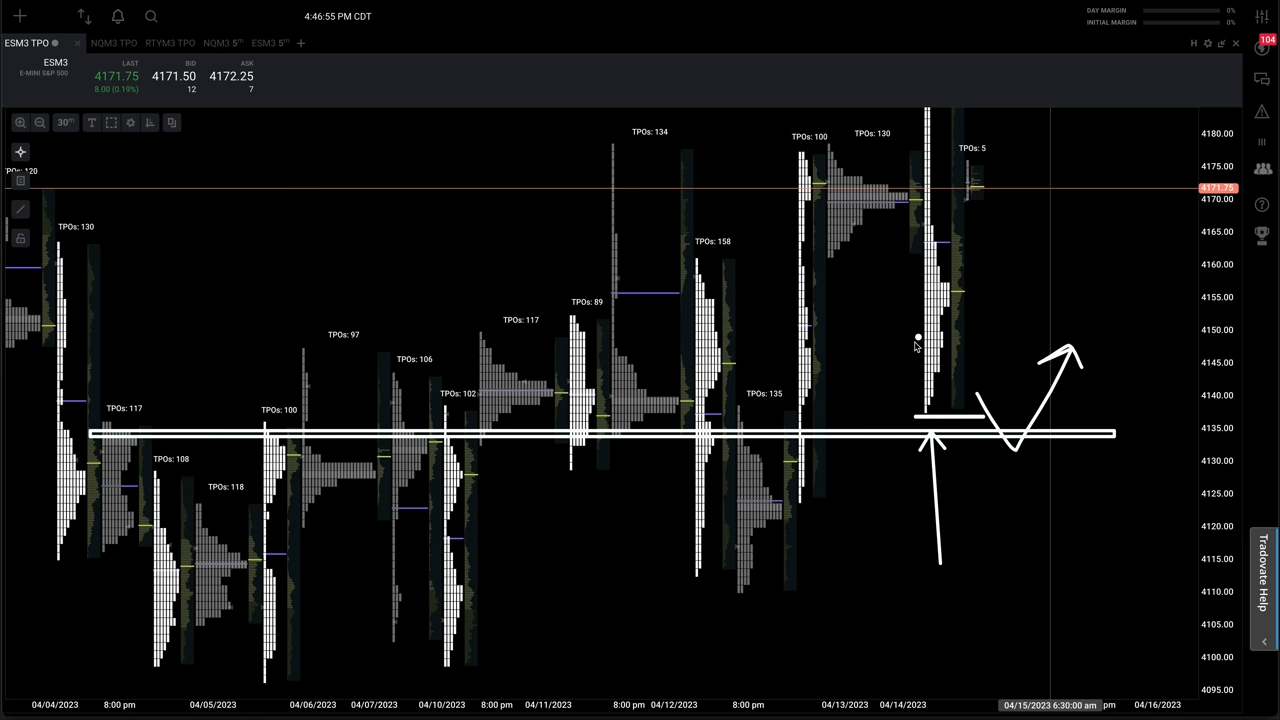 4:46:55 PM CDT
DAY MARGIN 0%
INITIAL MARGIN 0%
ESM3 TPO NQM3 TPO RTYM3 TPO NQM3 5m ESM3 5m
H
104
ESM3
E-MINI S&P 500
LAST BID ASK
4171.75 4171.50 4172.25
8.00 (0.19%) 12 7
30m T
TPOs: 134
TPOs: 100
TPOs: 130
TPOs: 5
TPOs: 130
TPOs: 158
TPOs: 89
TPOs: 117
TPOs: 97
TPOs: 106
TPOs: 102
TPOs: 135
TPOs: 117
TPOs: 100
TPOs: 108
TPOs: 118
4180.00
4175.00
4171.75
4170.00
4165.00
4160.00
4155.00
4150.00
4145.00
4140.00
4135.00
4130.00
4125.00
4120.00
4115.00
4110.00
4105.00
4100.00
4095.00
Tradovate Help
04/04/2023 8:00 pm 04/05/2023 04/06/2023 04/07/2023 04/10/2023 8:00 pm 04/11/2023 8:00 pm 04/12/2023 8:00 pm 04/13/2023 04/14/2023 04/15/2023 6:30:00 am pm 04/16/2023